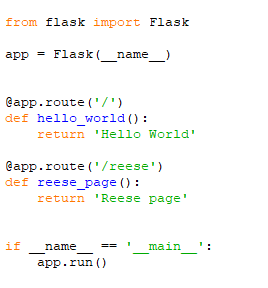 from flask import Flask
app = Flask(__name__)
@app.route('/')
def hello_world():
    return 'Hello World'
@app.route('/reese')
def reese_page():
    return 'Reese page'
if __name__ == '__main__':
    app.run()